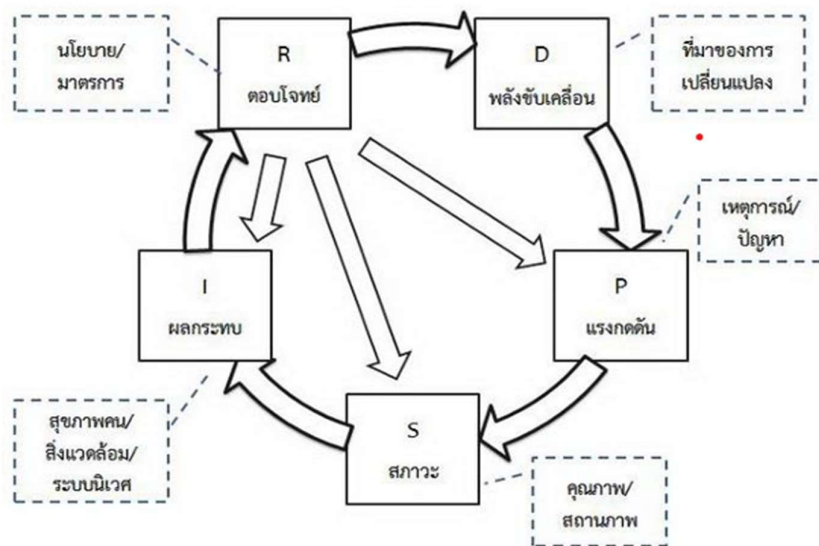 นโยบาย/
มาตรการ
R
ตอบโจทย์
D
พลังขับเคลื่อน
ที่มาของการ
เปลี่ยนแปลง
เหตุการณ์/
ปัญหา
I
ผลกระทบ
P
แรงกดดัน
สุขภาพคน/
สิ่งแวดล้อม/
ระบบนิเวศ
S
สภาวะ
คุณภาพ/
สถานภาพ